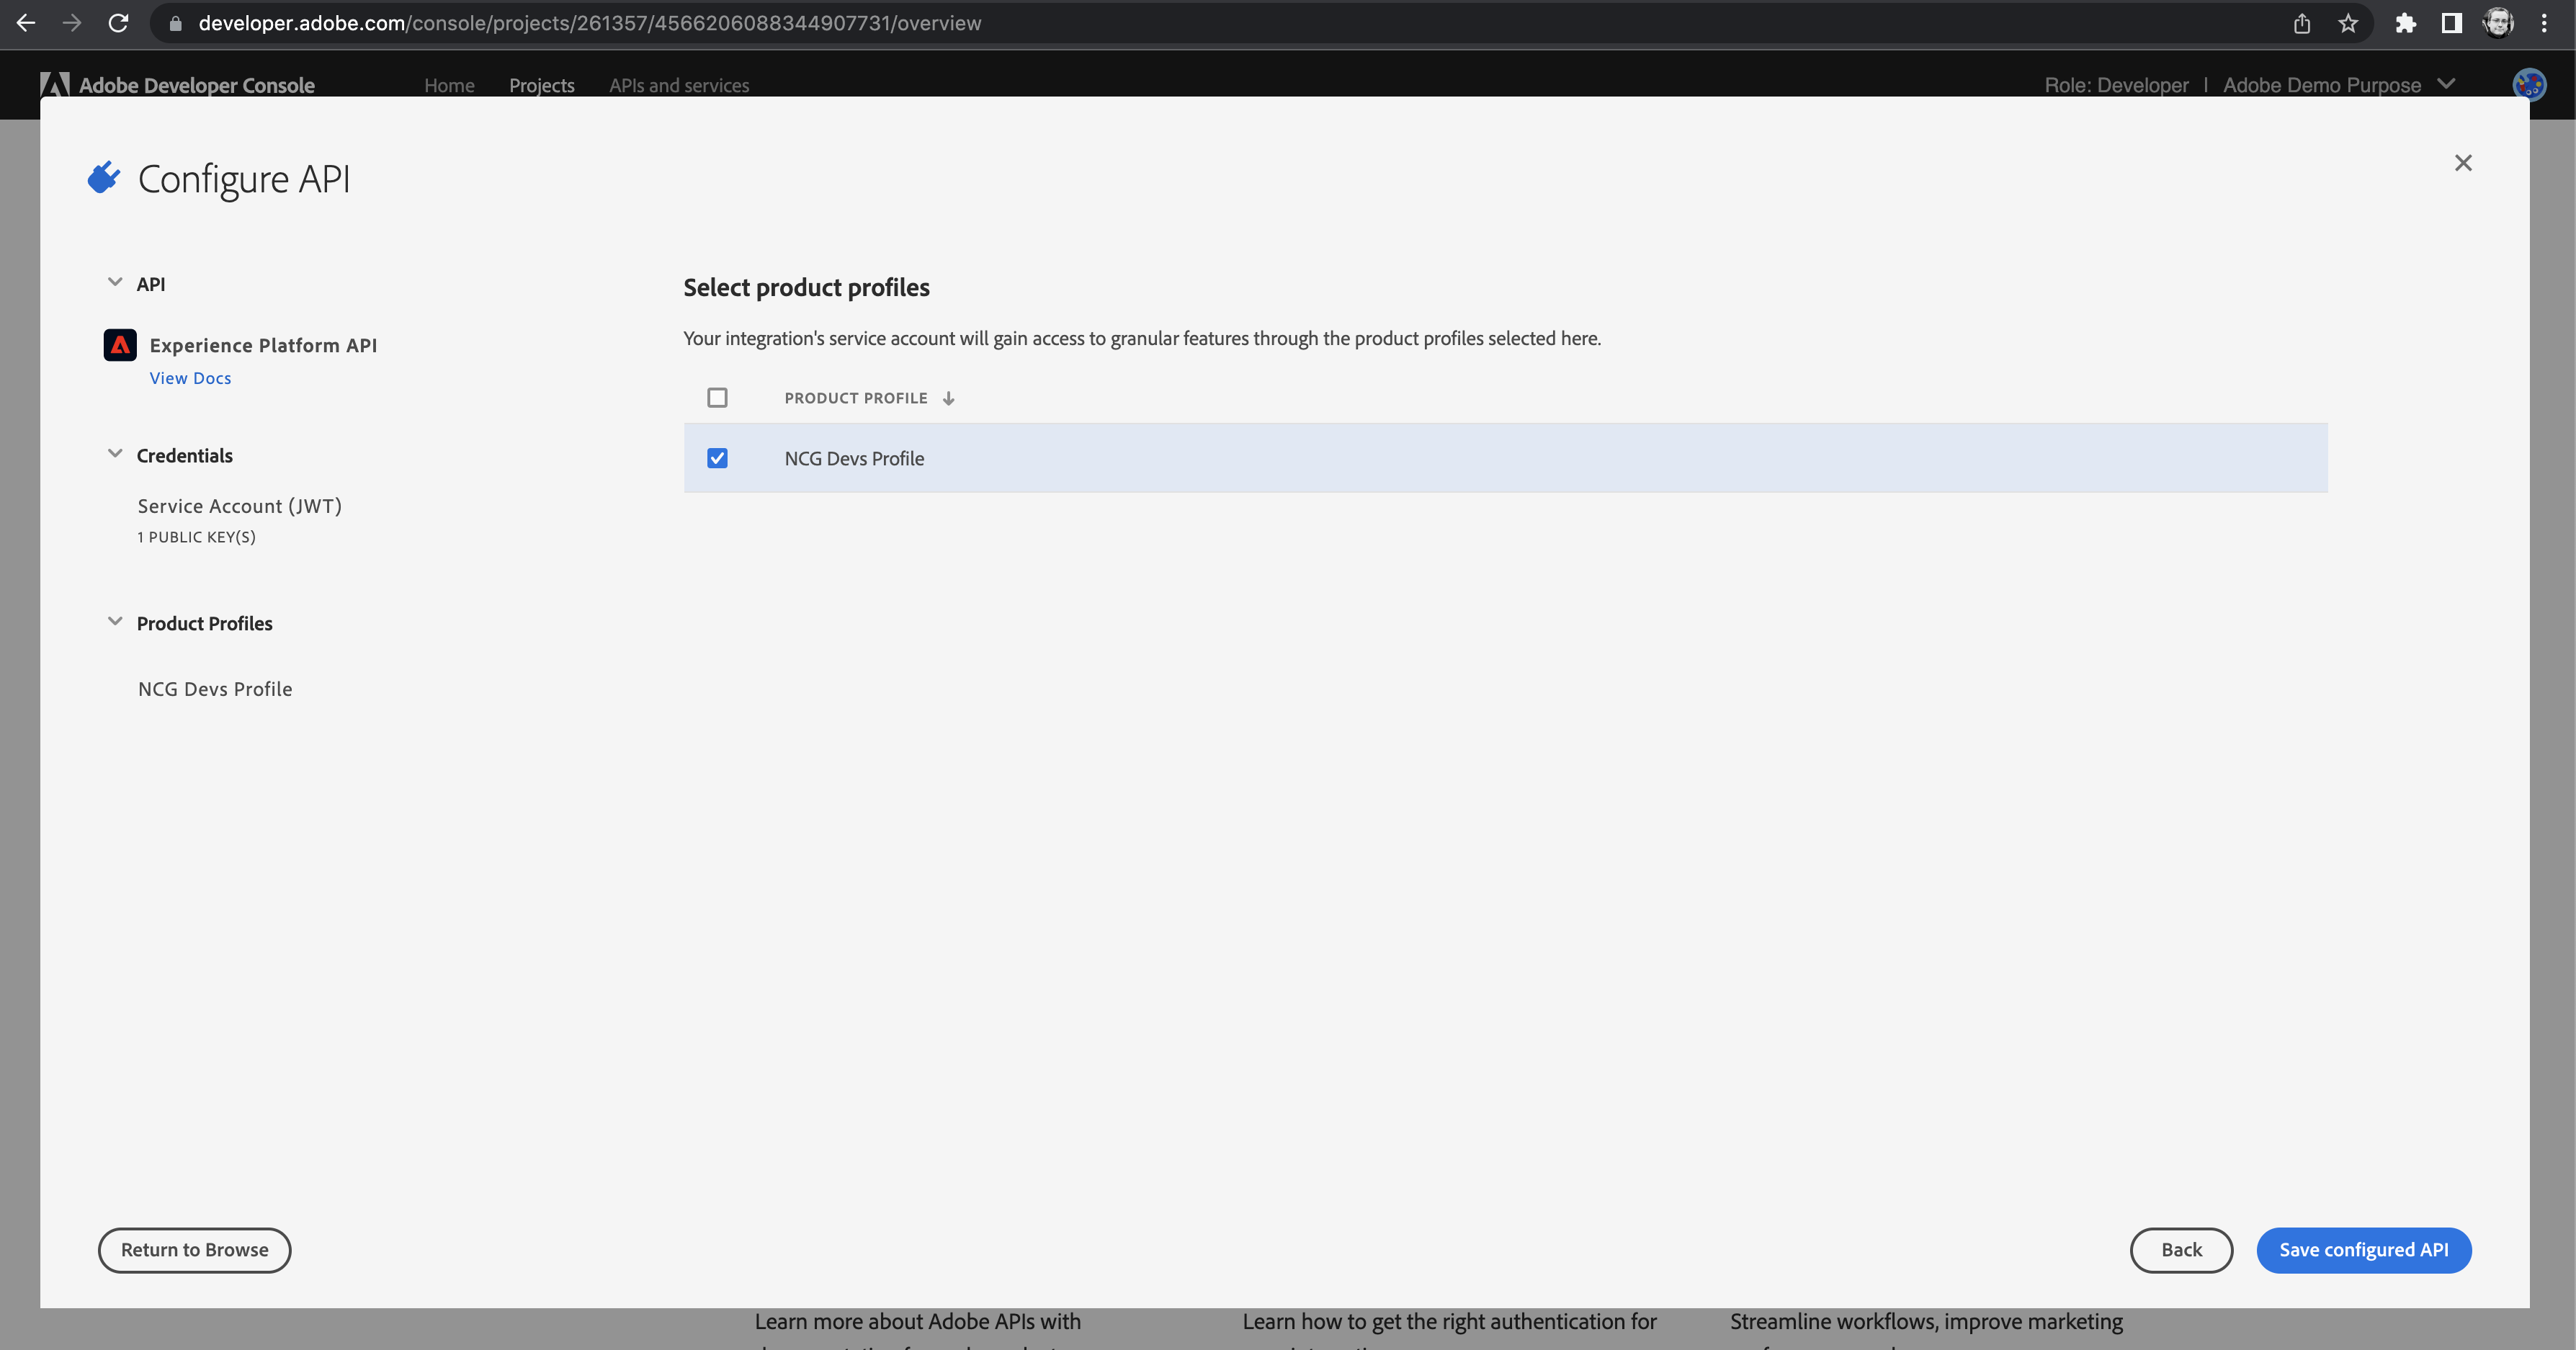 developer.adobe.com/console/projects/261357/4566206088344907731/overview
Adobe Developer Console
Home
Projects
APIs and services
Role: Developer | Adobe Demo Purpose
Configure API
API
Experience Platform API
View Docs
Credentials
Service Account (JWT)
1 PUBLIC KEY(S)
Product Profiles
NCG Devs Profile
Select product profiles
Your integration's service account will gain access to granular features through the product profiles selected here.
PRODUCT PROFILE
NCG Devs Profile
Return to Browse
Back
Save configured API
Learn more about Adobe APIs with
Learn how to get the right authentication for
Streamline workflows, improve marketing